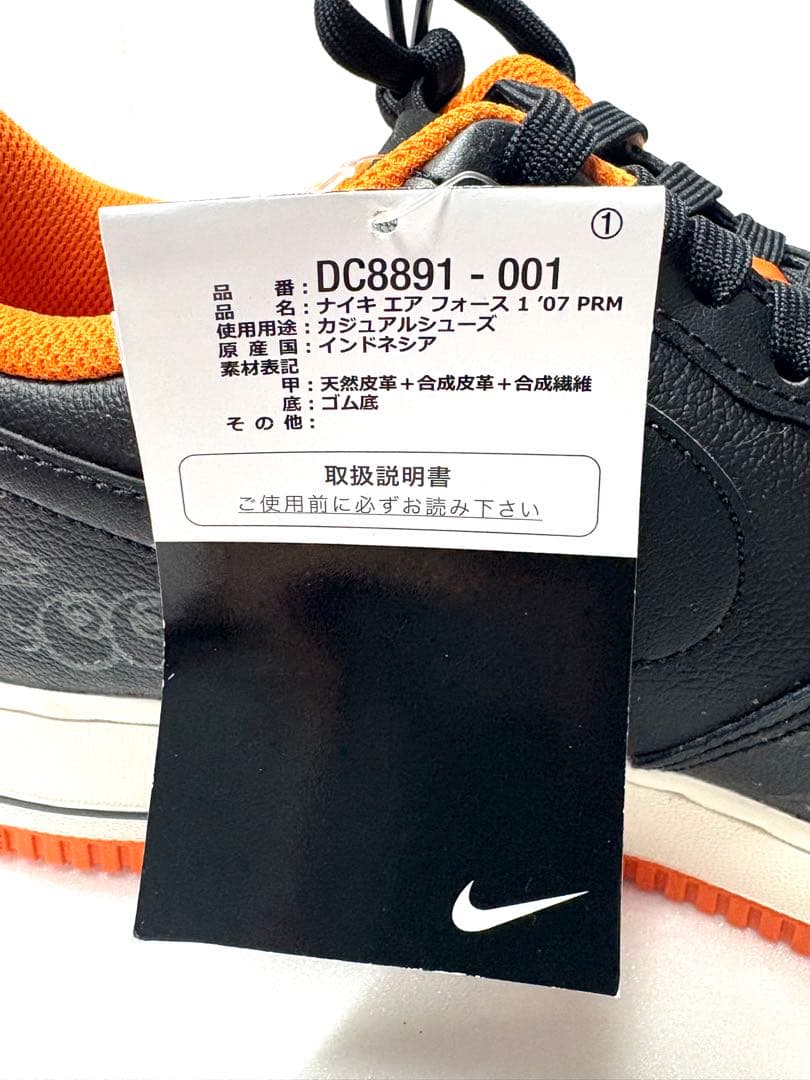 ①
品番：DC8891 - 001
品名：ナイキ エア フォース 1 ’07 PRM
使用用途：カジュアルシューズ
原産国：インドネシア
素材表記
甲：天然皮革＋合成皮革＋合成繊維
底：ゴム底
その他：
取扱説明書
ご使用前に必ずお読み下さい